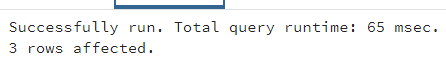 Successfully run. Total query runtime: 65 msec.
3 rows affected.